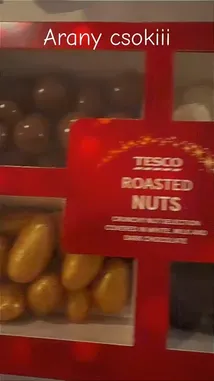 Arany csokiii
TESCO
ROASTED
NUTS
CRUNCHY NUT SELECTION
COVERED IN WHITE, MILK AND
DARK CHOCOLATE